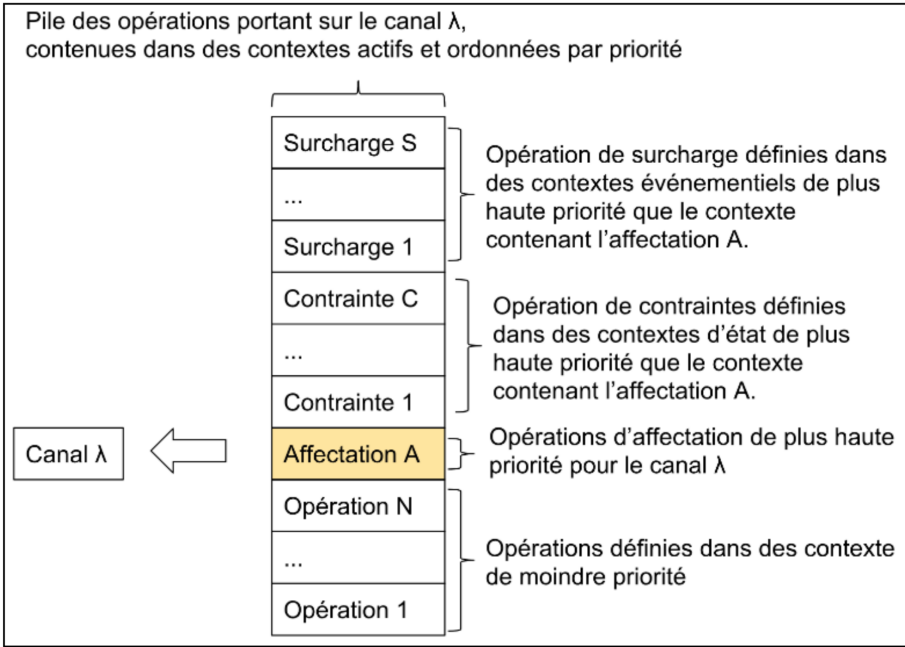 Pile des opérations portant sur le canal λ,
contenues dans des contextes actifs et ordonnées par priorité
Surcharge S
...
Surcharge 1
Opération de surcharge définies dans
des contextes événementiels de plus
haute priorité que le contexte
contenant l'affectation A.
Contrainte C
...
Contrainte 1
Opération de contraintes définies
dans des contextes d'état de plus
haute priorité que le contexte
contenant l'affectation A.
Canal λ
Affectation A
Opérations d'affectation de plus haute
priorité pour le canal λ
Opération N
...
Opération 1
Opérations définies dans des contexte
de moindre priorité